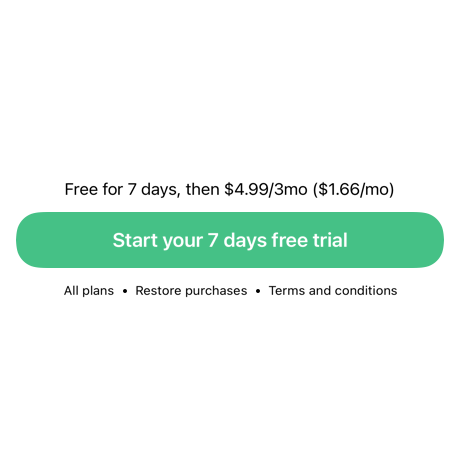 Free for 7 days, then $4.99/3mo ($1.66/mo)
Start your 7 days free trial
All plans • Restore purchases • Terms and conditions